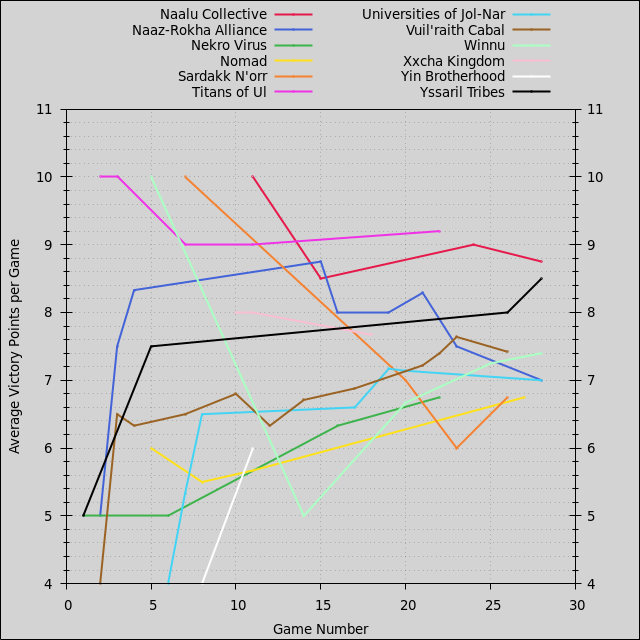 Naalu Collective
Naaz-Rokha Alliance
Nekro Virus
Nomad
Sardakk N'orr
Titans of Ul
Universities of Jol-Nar
Vuil'raith Cabal
Winnu
Xxcha Kingdom
Yin Brotherhood
Yssaril Tribes
11 11
10 10
9 9
8 8
7 7
6 6
5 5
4 4
0 5 10 15 20 25 30
Average Victory Points per Game
Game Number